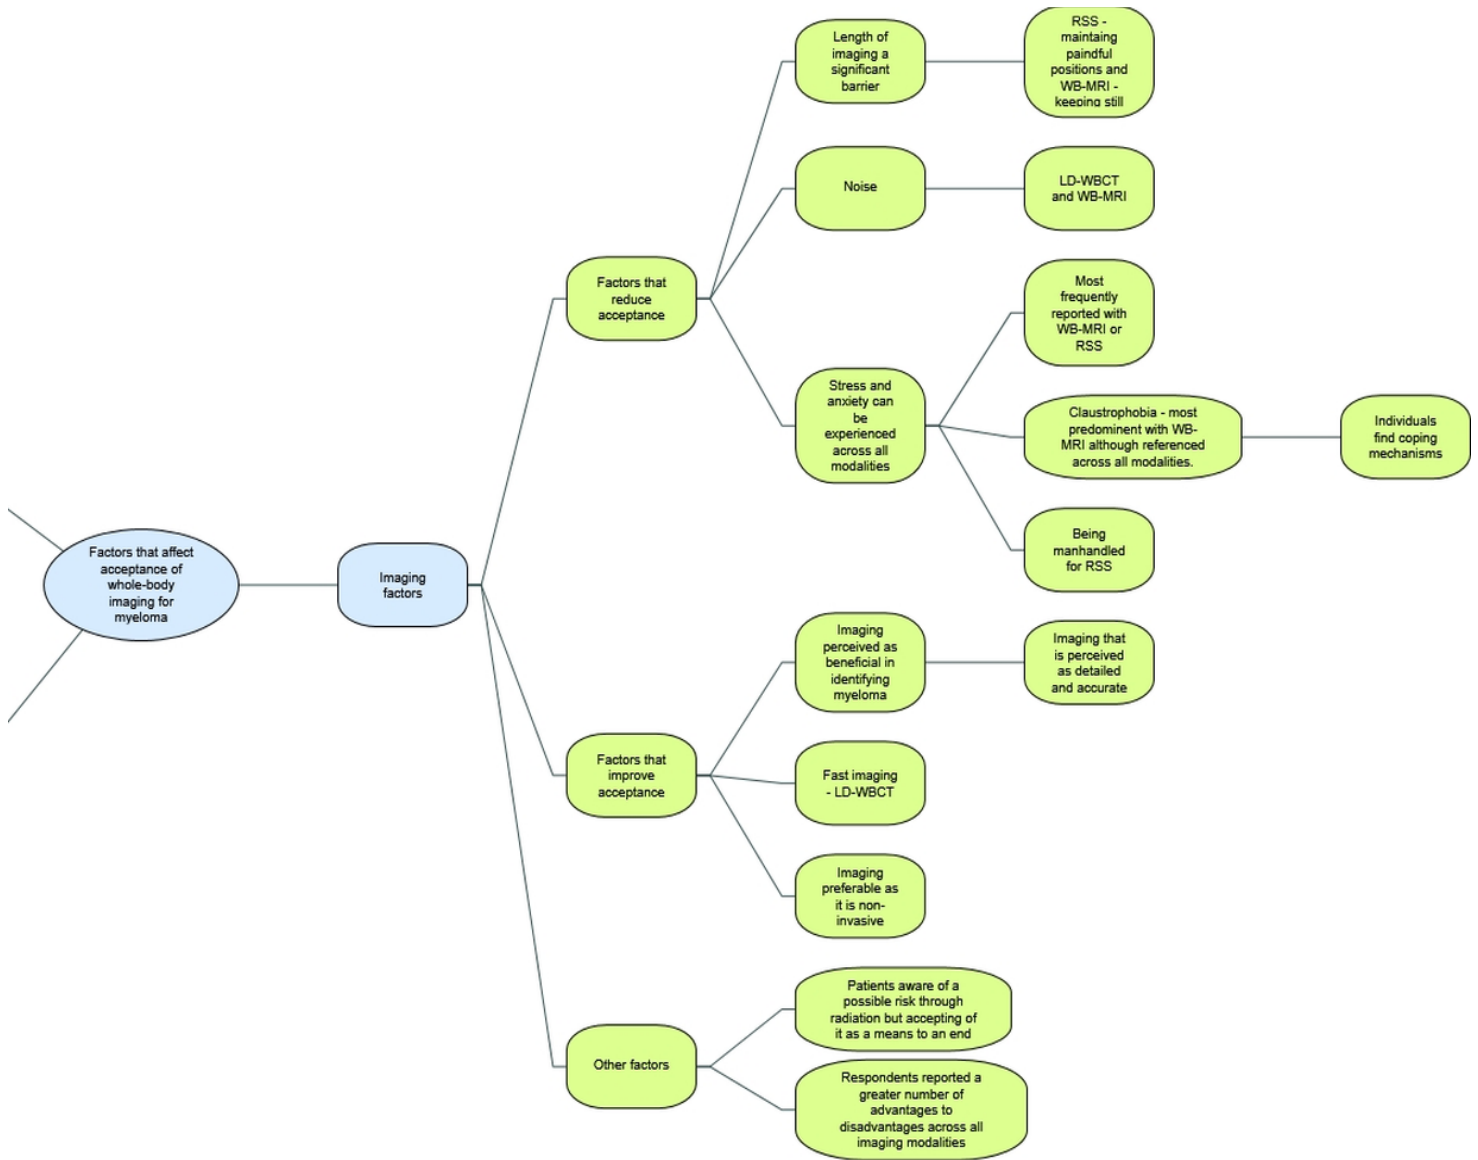 Factors that affect
acceptance of
whole-body
imaging for
myeloma
Imaging
factors
Factors that
reduce
acceptance
Length of
imaging a
significant
barrier
RSS -
maintaing
paindful
positions and
WB-MRI -
keeping still
Noise
LD-WBCT
and WB-MRI
Stress and
anxiety can
be
experienced
across all
modalities
Most
frequently
reported with
WB-MRI or
RSS
Claustrophobia - most
predominent with WB-
MRI although referenced
across all modalities.
Individuals
find coping
mechanisms
Being
manhandled
for RSS
Factors that
improve
acceptance
Imaging
perceived as
beneficial in
identifying
myeloma
Imaging that
is perceived
as detailed
and accurate
Fast imaging
- LD-WBCT
Imaging
preferable as
it is non-
invasive
Other factors
Patients aware of a
possible risk through
radiation but accepting of
it as a means to an end
Respondents reported a
greater number of
advantages to
disadvantages across all
imaging modalities